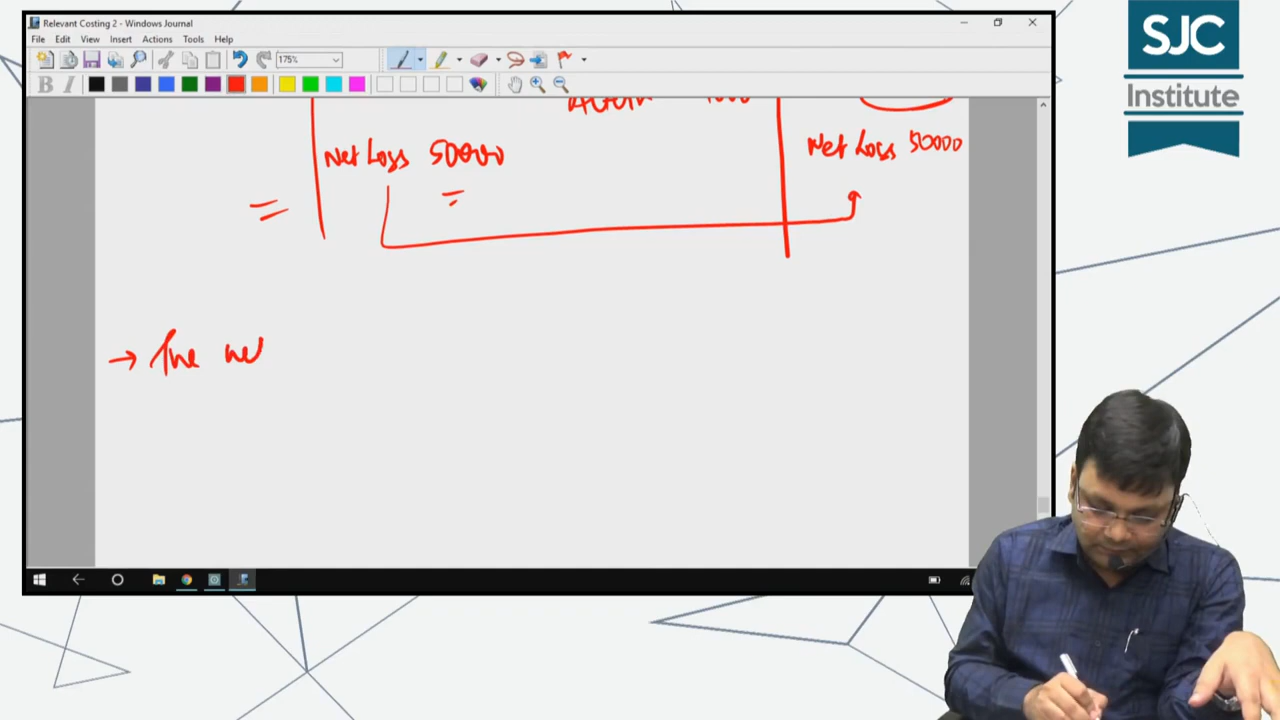 Relevant Costing 2 - Windows Journal
File Edit View Insert Actions Tools Help
175%
B I
SJC
Institute
Net Loss 50000
Net Loss 50000
=
=
→ The net